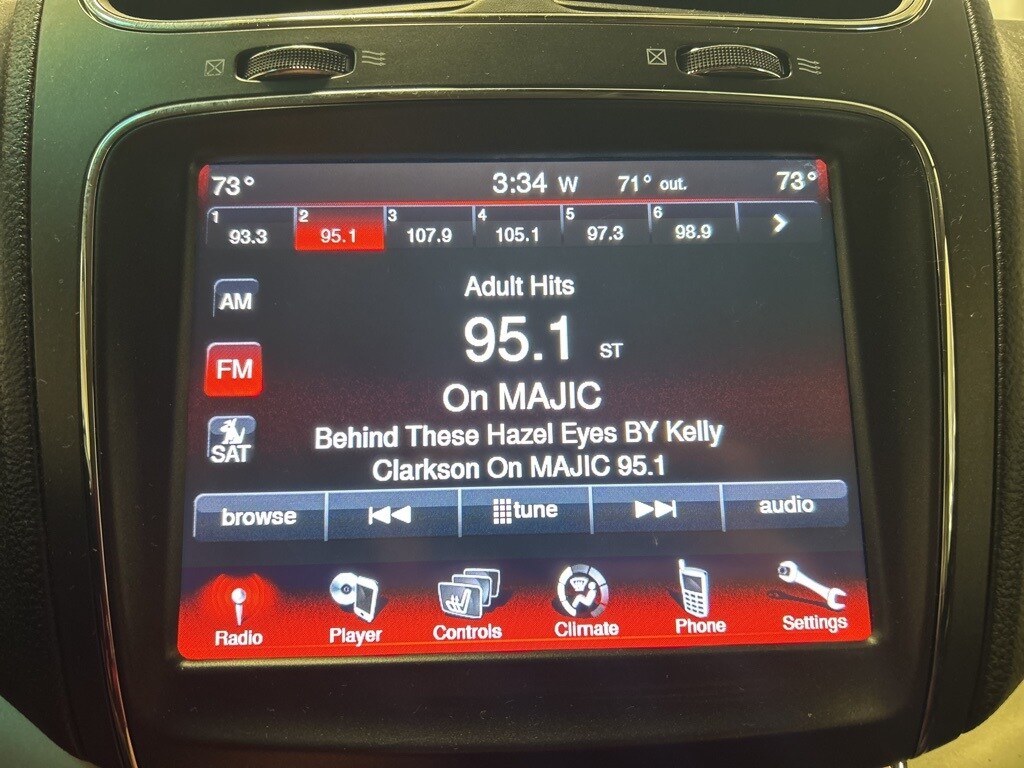 73° 3:34 W 71° out. 73°
1 93.3 2 95.1 3 107.9 4 105.1 5 97.3 6 98.9
Adult Hits
AM
95.1 ST
FM
On MAJIC
Behind These Hazel Eyes BY Kelly
SAT
Clarkson On MAJIC 95.1
browse tune audio
Radio Player Controls Climate Phone Settings